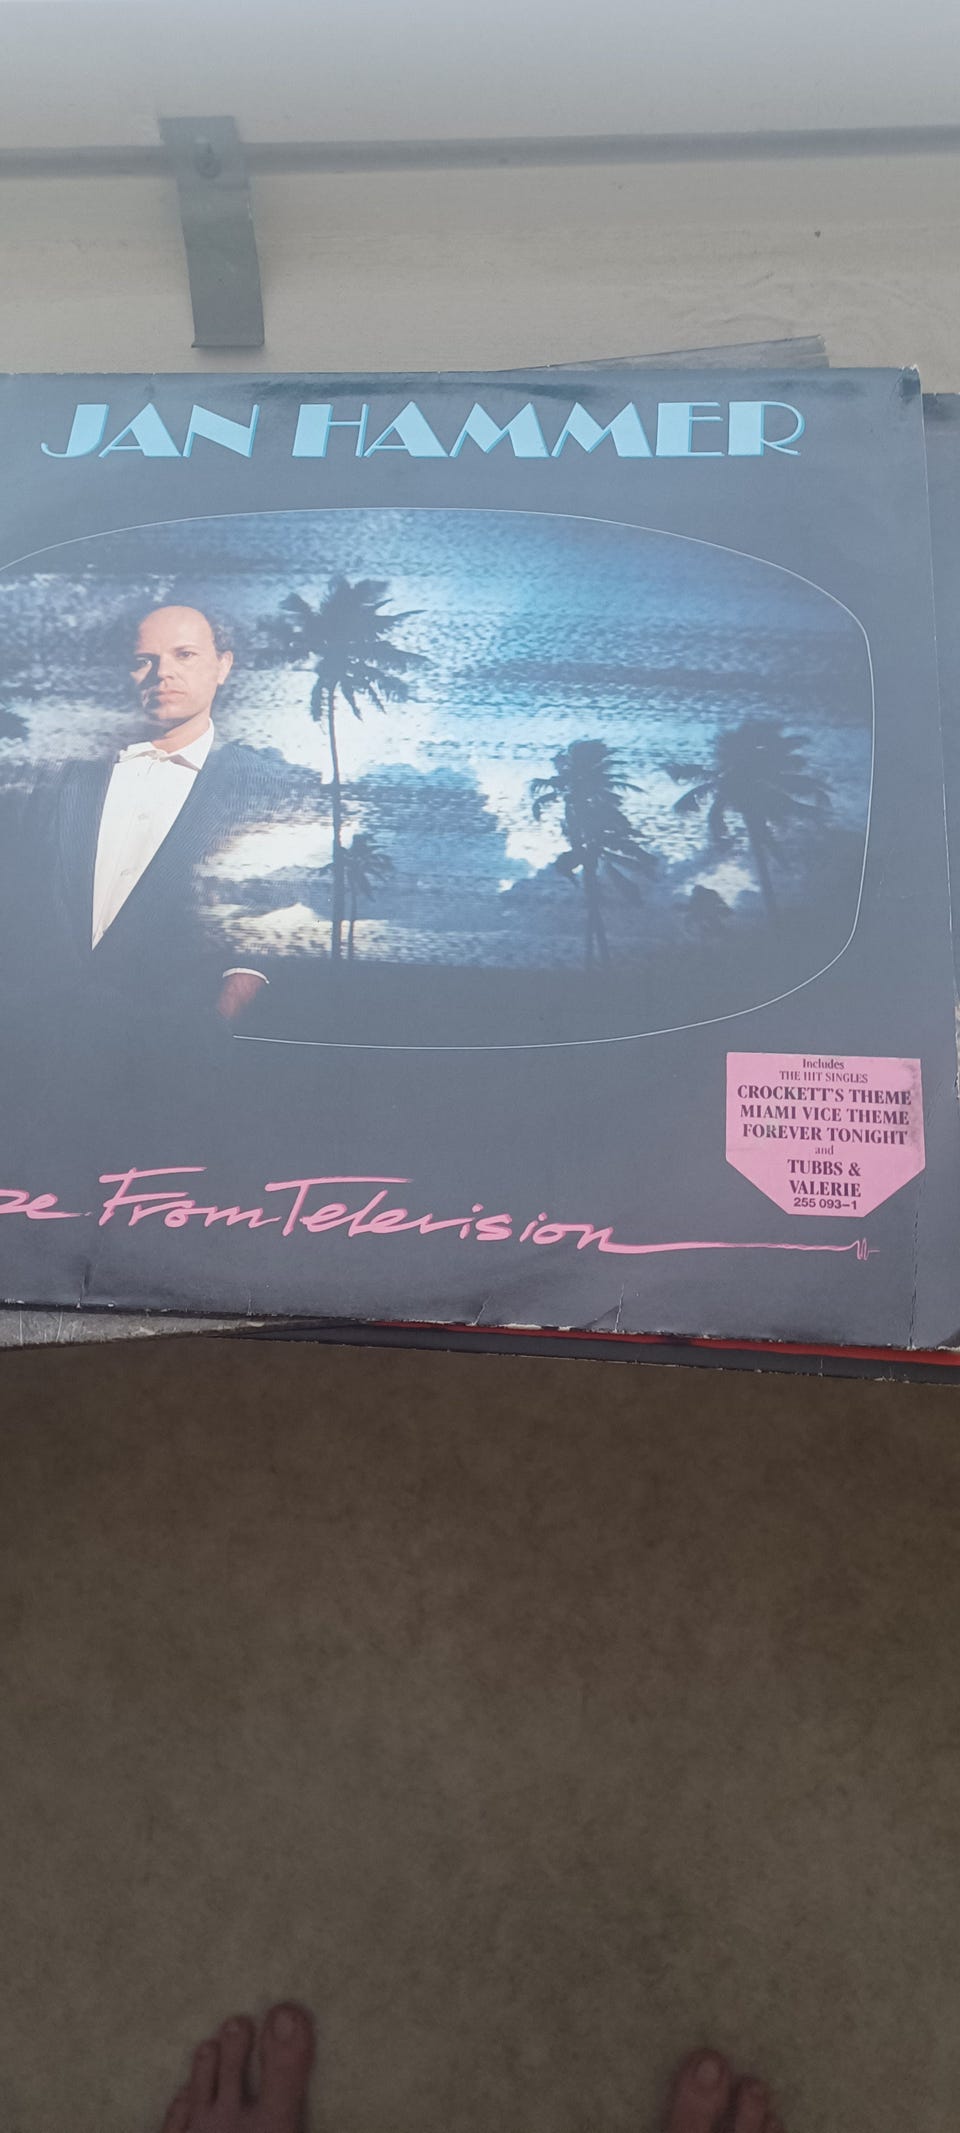 JAN HAMMER
Includes
THE HIT SINGLES
CROCKETT'S THEME
MIAMI VICE THEME
FOREVER TONIGHT
and
TUBBS &
VALERIE
255 093-1
From Television